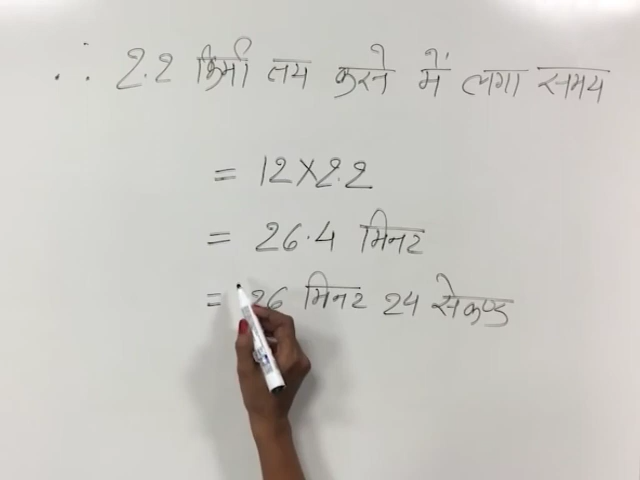 ∴ 2.2 किमी तय करने में लगा समय
= 12×2.2
= 26.4 मिनट
= 26 मिनट 24 सेकण्ड